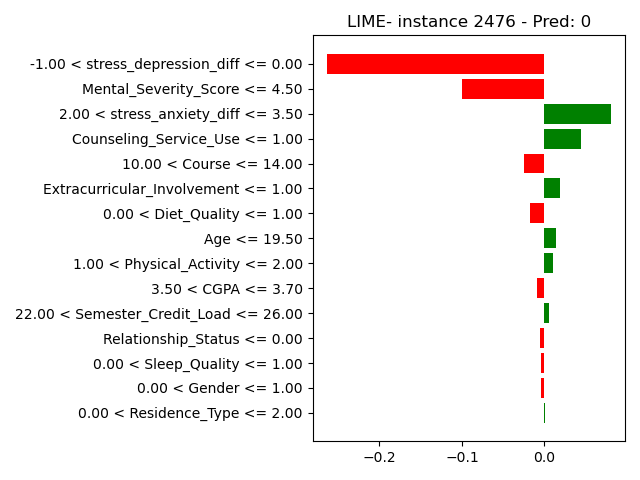 LIME- instance 2476 - Pred: 0
-1.00 < stress_depression_diff <= 0.00
Mental_Severity_Score <= 4.50
2.00 < stress_anxiety_diff <= 3.50
Counseling_Service_Use <= 1.00
10.00 < Course <= 14.00
Extracurricular_Involvement <= 1.00
0.00 < Diet_Quality <= 1.00
Age <= 19.50
1.00 < Physical_Activity <= 2.00
3.50 < CGPA <= 3.70
22.00 < Semester_Credit_Load <= 26.00
Relationship_Status <= 0.00
0.00 < Sleep_Quality <= 1.00
0.00 < Gender <= 1.00
0.00 < Residence_Type <= 2.00
−0.2 −0.1 0.0